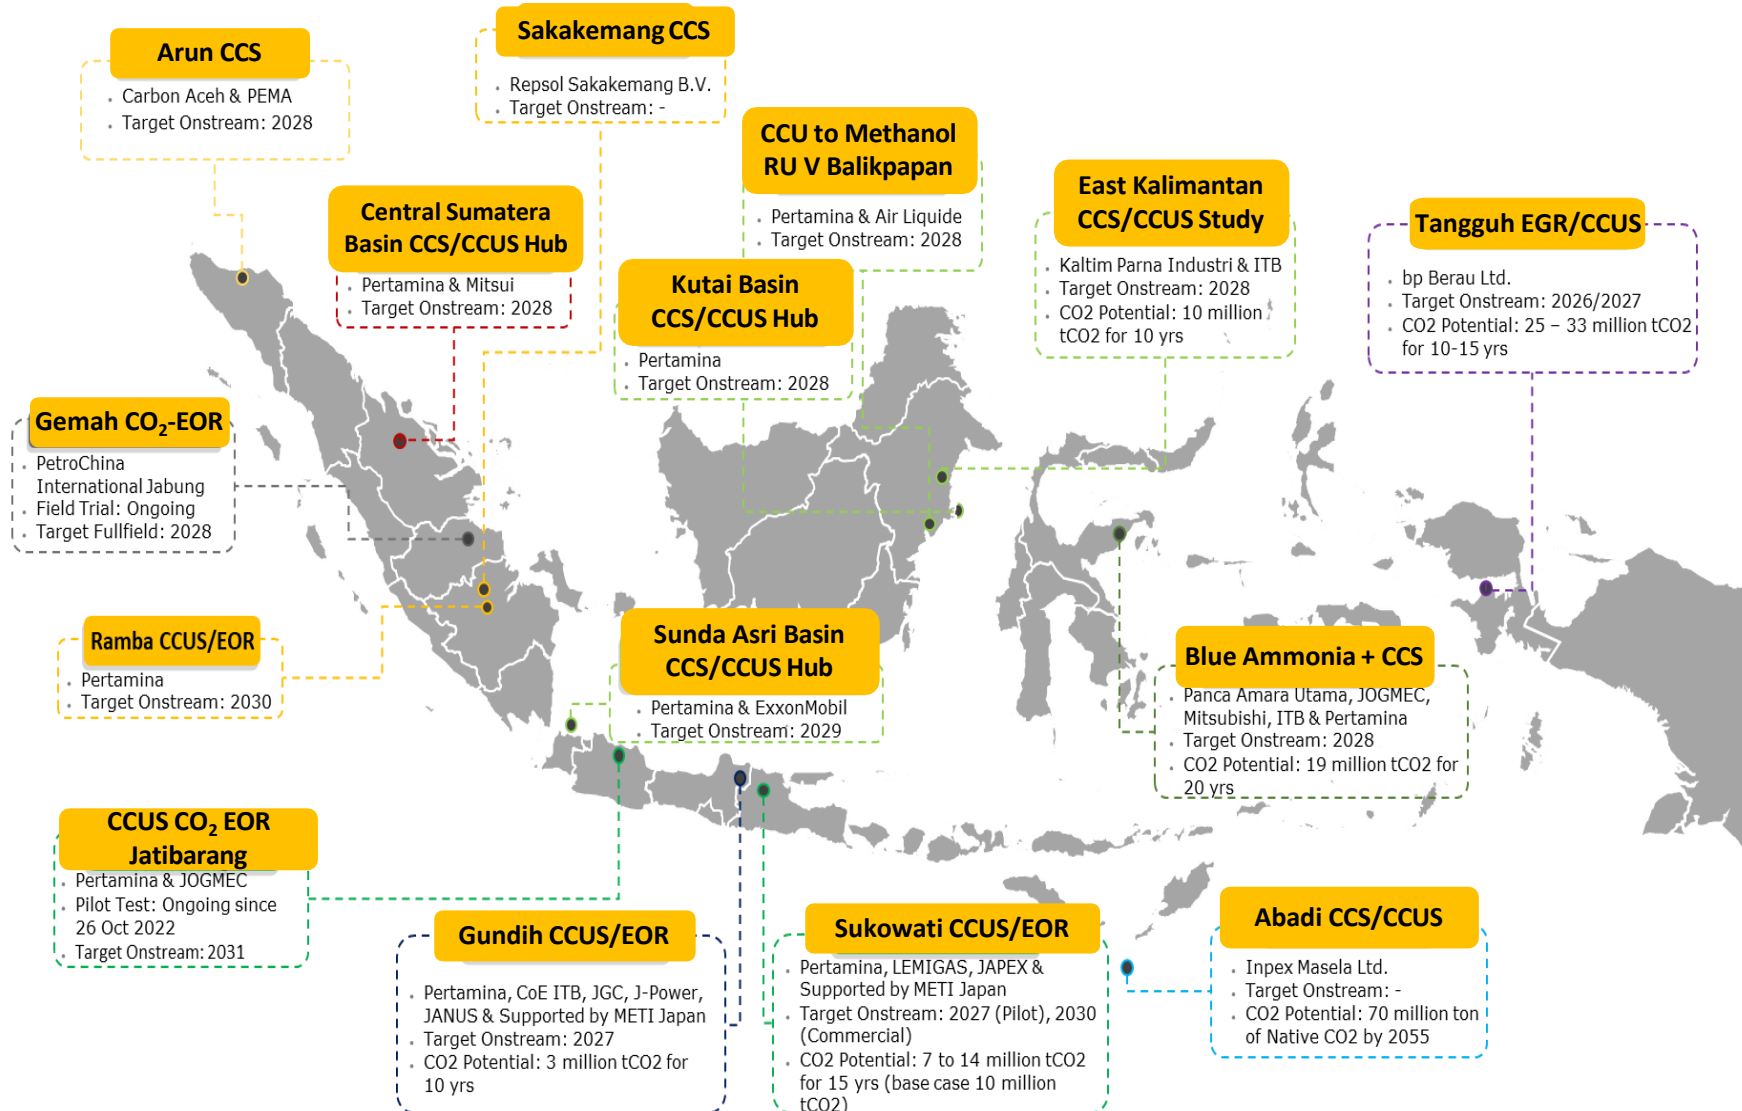 Arun CCS
Carbon Aceh & PEMA
Target Onstream: 2028
Sakakemang CCS
Repsol Sakakemang B.V.
Target Onstream: -
CCU to Methanol
RU V Balikpapan
Pertamina & Air Liquide
Target Onstream: 2028
East Kalimantan
CCS/CCUS Study
Kaltim Parna Industri & ITB
Target Onstream: 2028
CO2 Potential: 10 million
tCO2 for 10 yrs
Tangguh EGR/CCUS
bp Berau Ltd.
Target Onstream: 2026/2027
CO2 Potential: 25 – 33 million tCO2
for 10-15 yrs
Central Sumatera
Basin CCS/CCUS Hub
Pertamina & Mitsui
Target Onstream: 2028
Kutai Basin
CCS/CCUS Hub
Pertamina
Target Onstream: 2028
Gemah CO₂-EOR
PetroChina
International Jabung
Field Trial: Ongoing
Target Fullfield: 2028
Ramba CCUS/EOR
Pertamina
Target Onstream: 2030
Sunda Asri Basin
CCS/CCUS Hub
Pertamina & ExxonMobil
Target Onstream: 2029
Blue Ammonia + CCS
Panca Amara Utama, JOGMEC,
Mitsubishi, ITB & Pertamina
Target Onstream: 2028
CO2 Potential: 19 million tCO2 for
20 yrs
CCUS CO₂ EOR
Jatibarang
Pertamina & JOGMEC
Pilot Test: Ongoing since
26 Oct 2022
Target Onstream: 2031
Gundih CCUS/EOR
Pertamina, CoE ITB, JGC, J-Power,
JANUS & Supported by METI Japan
Target Onstream: 2027
CO2 Potential: 3 million tCO2 for
10 yrs
Sukowati CCUS/EOR
Pertamina, LEMIGAS, JAPEX &
Supported by METI Japan
Target Onstream: 2027 (Pilot), 2030
(Commercial)
CO2 Potential: 7 to 14 million tCO2
for 15 yrs (base case 10 million
tCO2)
Abadi CCS/CCUS
Inpex Masela Ltd.
Target Onstream: -
CO2 Potential: 70 million ton
of Native CO2 by 2055